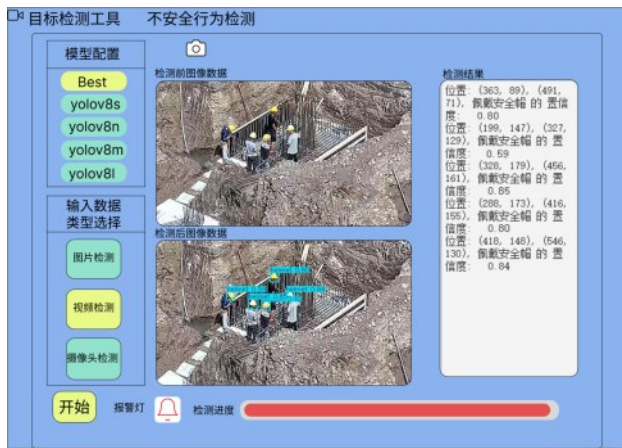 目标检测工具 不安全行为检测
模型配置
Best
yolov8s
yolov8n
yolov8m
yolov8l
输入数据
类型选择
图片检测
视频检测
摄像头检测
检测前图像数据
检测后图像数据
检测结果
位置: (363, 89), (491,
71), 佩戴安全帽 的 置信
度: 0.80
位置: (199, 147), (327,
129), 佩戴安全帽 的 置
信度: 0.59
位置: (328, 179), (456,
161), 佩戴安全帽 的 置
信度: 0.85
位置: (288, 173), (416,
155), 佩戴安全帽 的 置
信度: 0.80
位置: (418, 148), (546,
130), 佩戴安全帽 的 置
信度: 0.84
开始
报警灯
检测进度